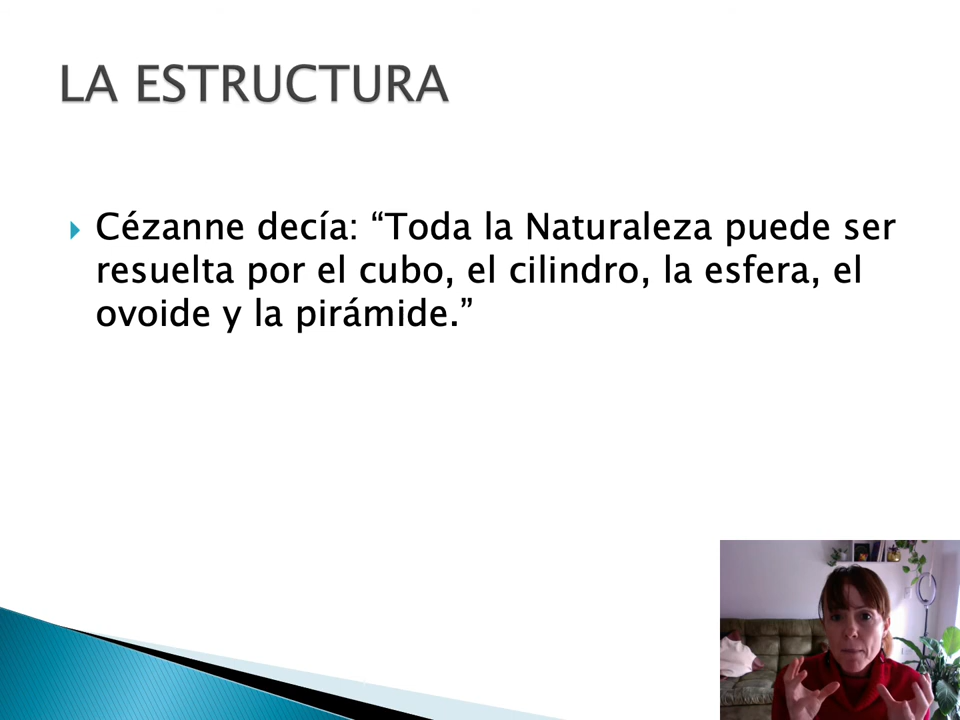 LA ESTRUCTURA
Cézanne decía: “Toda la Naturaleza puede ser
resuelta por el cubo, el cilindro, la esfera, el
ovoide y la pirámide.”